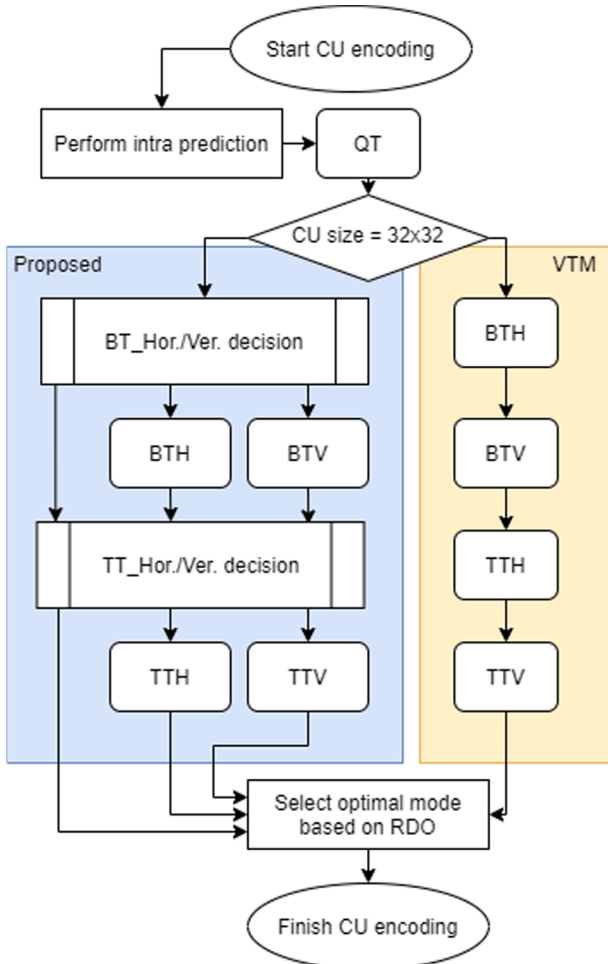 Start CU encoding
Perform intra prediction
QT
CU size = 32x32
Proposed
VTM
BT_Hor./Ver. decision
BTH
BTH
BTV
BTV
TT_Hor./Ver. decision
TTH
TTH
TTV
TTV
Select optimal mode
based on RDO
Finish CU encoding